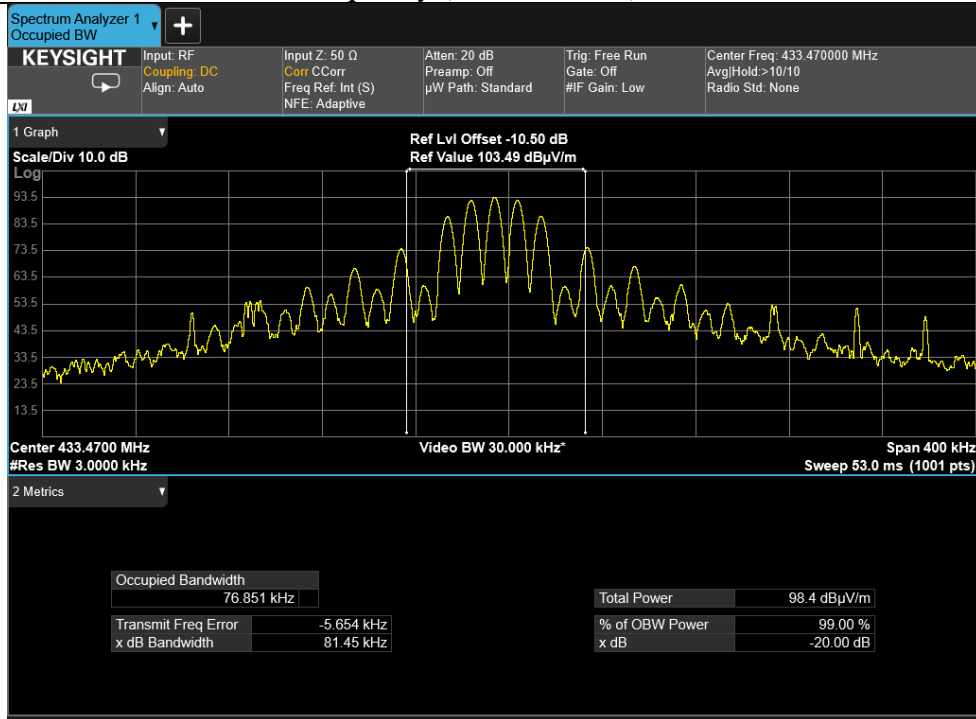 Spectrum Analyzer 1
Occupied BW
KEYSIGHT
LXI
Input: RF
Coupling: DC
Align: Auto
Input Z: 50 Ω
Corr CCorr
Freq Ref: Int (S)
NFE: Adaptive
Atten: 20 dB
Preamp: Off
µW Path: Standard
Trig: Free Run
Gate: Off
#IF Gain: Low
Center Freq: 433.470000 MHz
Avg|Hold:>10/10
Radio Std: None
1 Graph
Scale/Div 10.0 dB
Ref Lvl Offset -10.50 dB
Ref Value 103.49 dBµV/m
Log
93.5
83.5
73.5
63.5
53.5
43.5
33.5
23.5
13.5
Center 433.4700 MHz
#Res BW 3.0000 kHz
Video BW 30.000 kHz*
Span 400 kHz
Sweep 53.0 ms (1001 pts)
2 Metrics
Occupied Bandwidth
76.851 kHz
Transmit Freq Error -5.654 kHz
x dB Bandwidth 81.45 kHz
Total Power 98.4 dBµV/m
% of OBW Power 99.00 %
x dB -20.00 dB